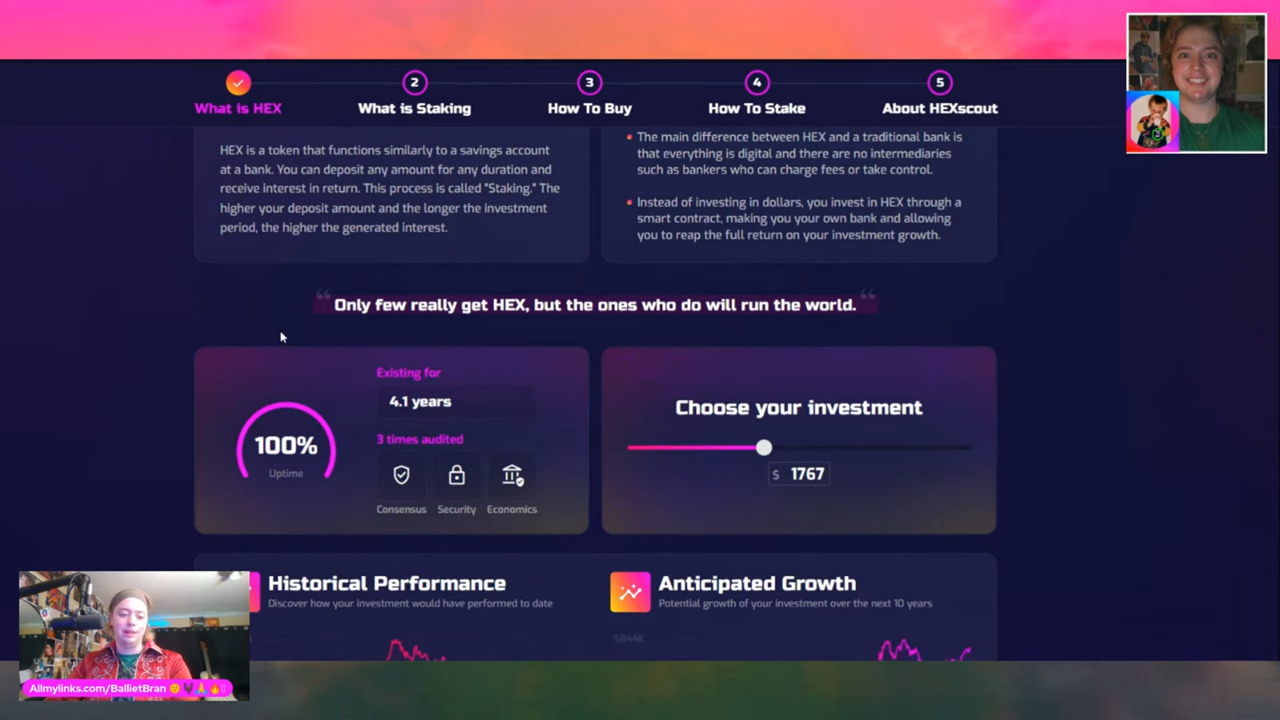 2
3
4
5
What is HEX
What is Staking
How To Buy
How To Stake
About HEXscout
HEX is a token that functions similarly to a savings account
at a bank. You can deposit any amount for any duration and
receive interest in return. This process is called "Staking." The
higher your deposit amount and the longer the investment
period, the higher the generated interest.
The main difference between HEX and a traditional bank is
that everything is digital and there are no intermediaries
such as bankers who can charge fees or take control.
Instead of investing in dollars, you invest in HEX through a
smart contract, making you your own bank and allowing
you to reap the full return on your investment growth.
“ Only few really get HEX, but the ones who do will run the world. “
100%
Uptime
Existing for
4.1 years
3 times audited
Consensus
Security
Economics
Choose your investment
$ 1767
Historical Performance
Discover how your investment would have performed to date
Anticipated Growth
Potential growth of your investment over the next 10 years
Allmylinks.com/BallietBran